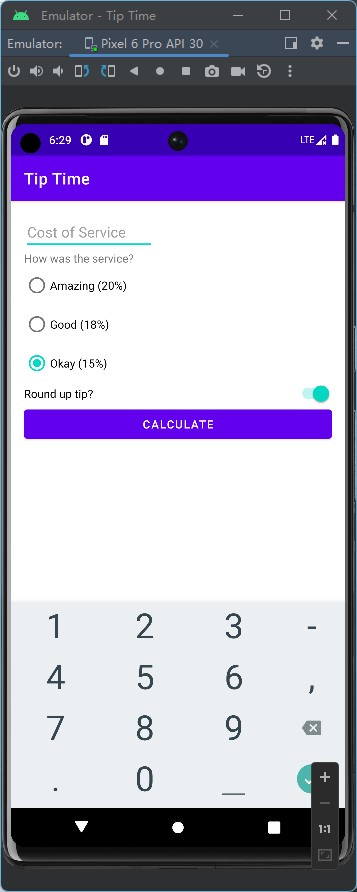 Emulator - Tip Time
Emulator: Pixel 6 Pro API 30
6:29 LTE
Tip Time
Cost of Service
How was the service?
Amazing (20%)
Good (18%)
Okay (15%)
Round up tip?
CALCULATE
1 2 3 -
4 5 6 ,
7 8 9
. 0 _
1:1